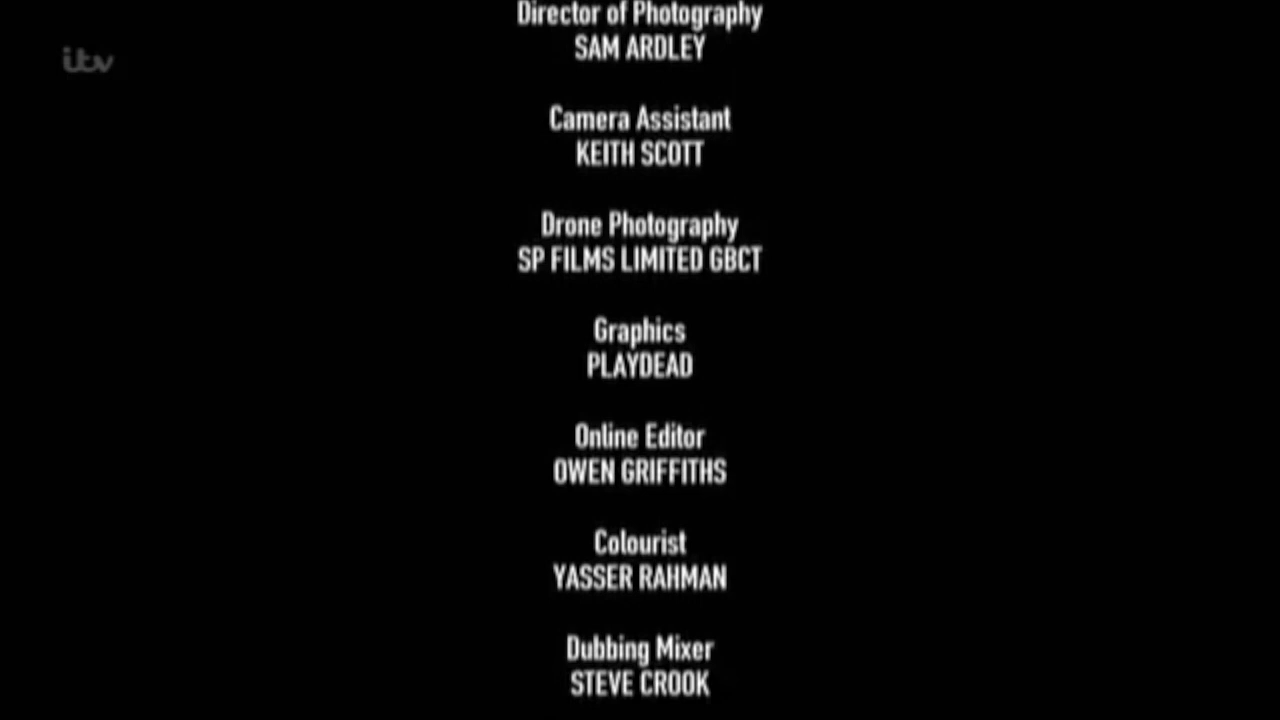 Director of Photography
SAM ARDLEY
itv
Camera Assistant
KEITH SCOTT
Drone Photography
SP FILMS LIMITED GBCT
Graphics
PLAYDEAD
Online Editor
OWEN GRIFFITHS
Colourist
YASSER RAHMAN
Dubbing Mixer
STEVE CROOK